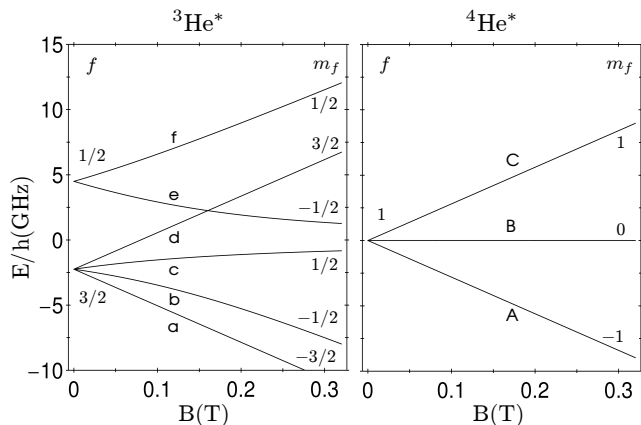 ³He* ⁴He*
15
10
5
0
−5
−10
E/h(GHz)
f m_f
1/2
f
1/2
3/2
e
−1/2
d
c
1/2
3/2
b
−1/2
a
−3/2
0 0.1 0.2 0.3
B(T)
f m_f
C
1
1
B
0
A
−1
0 0.1 0.2 0.3
B(T)